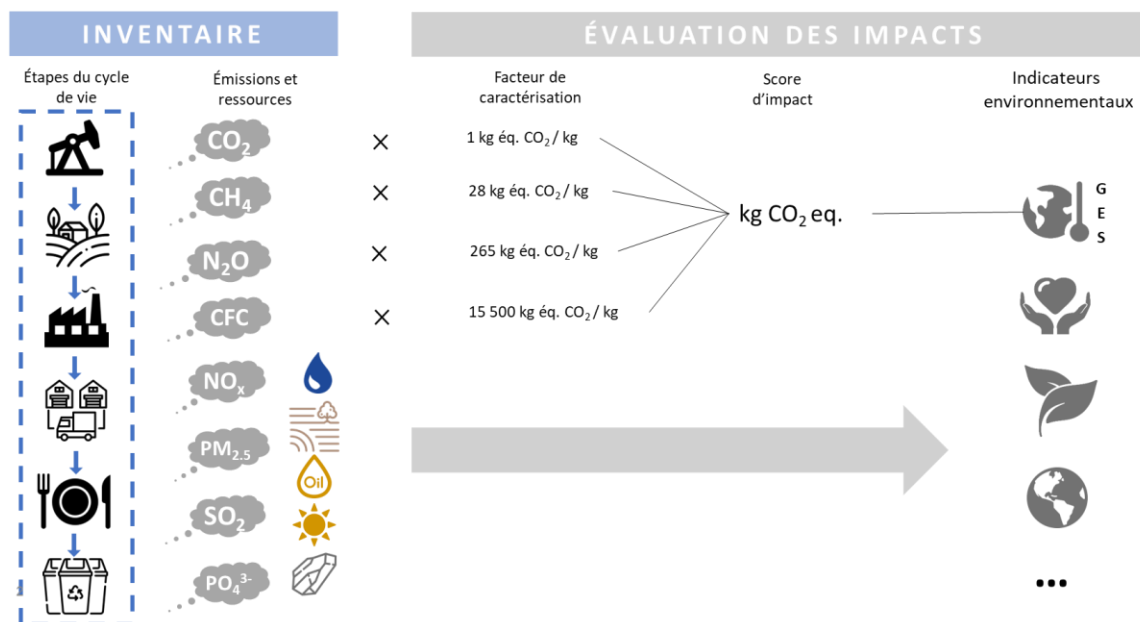 INVENTAIRE
ÉVALUATION DES IMPACTS
Étapes du cycle
de vie
Émissions et
ressources
Facteur de
caractérisation
Score
d’impact
Indicateurs
environnementaux
CO₂
×
1 kg éq. CO₂/ kg
CH₄
×
28 kg éq. CO₂/ kg
N₂O
×
265 kg éq. CO₂/ kg
CFC
×
15 500 kg éq. CO₂/ kg
kg CO₂ eq.
G
E
S
NOₓ
PM₂.₅
Oil
SO₂
PO₄³⁻
•••